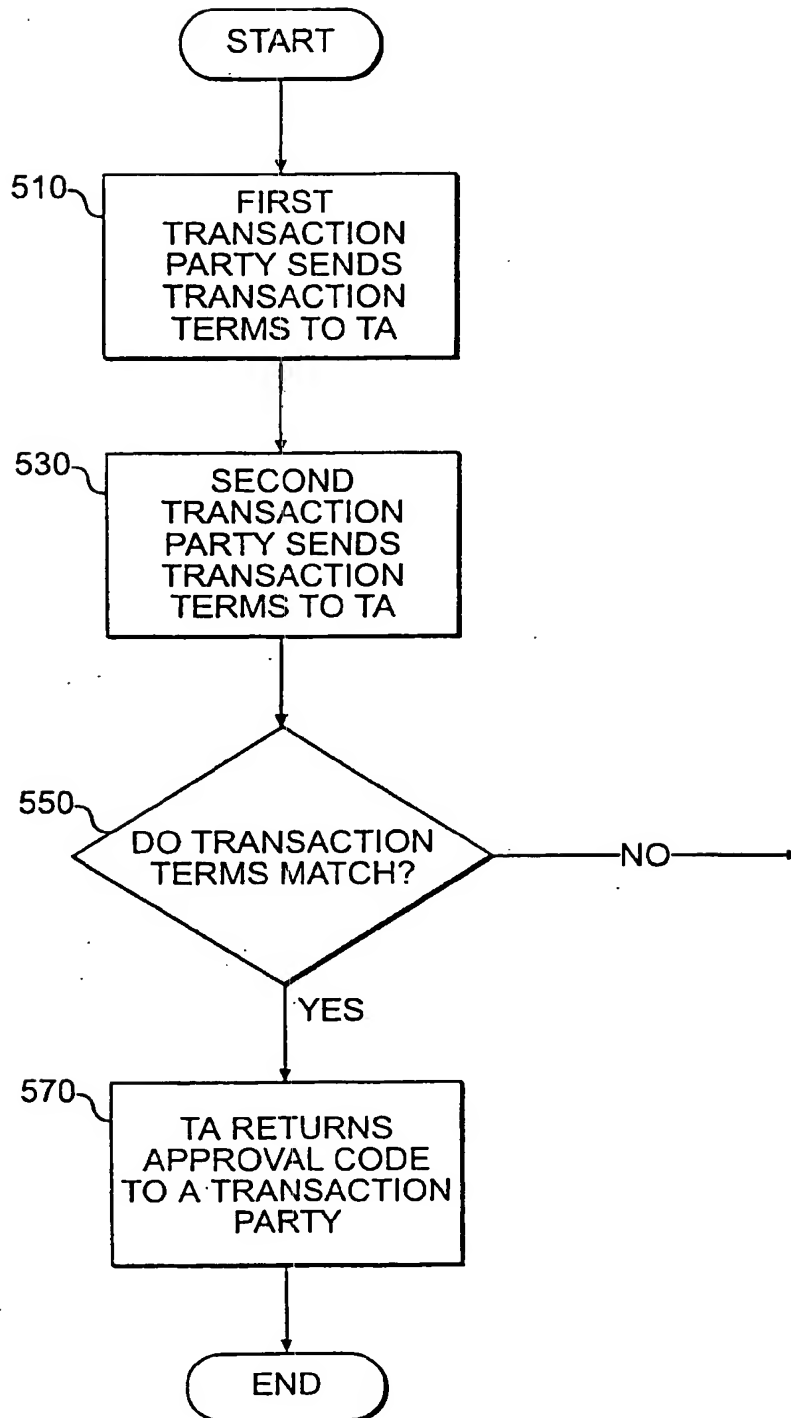 START
510
FIRST
TRANSACTION
PARTY SENDS
TRANSACTION
TERMS TO TA
530
SECOND
TRANSACTION
PARTY SENDS
TRANSACTION
TERMS TO TA
550
DO TRANSACTION
TERMS MATCH?
NO
YES
570
TA RETURNS
APPROVAL CODE
TO A TRANSACTION
PARTY
END